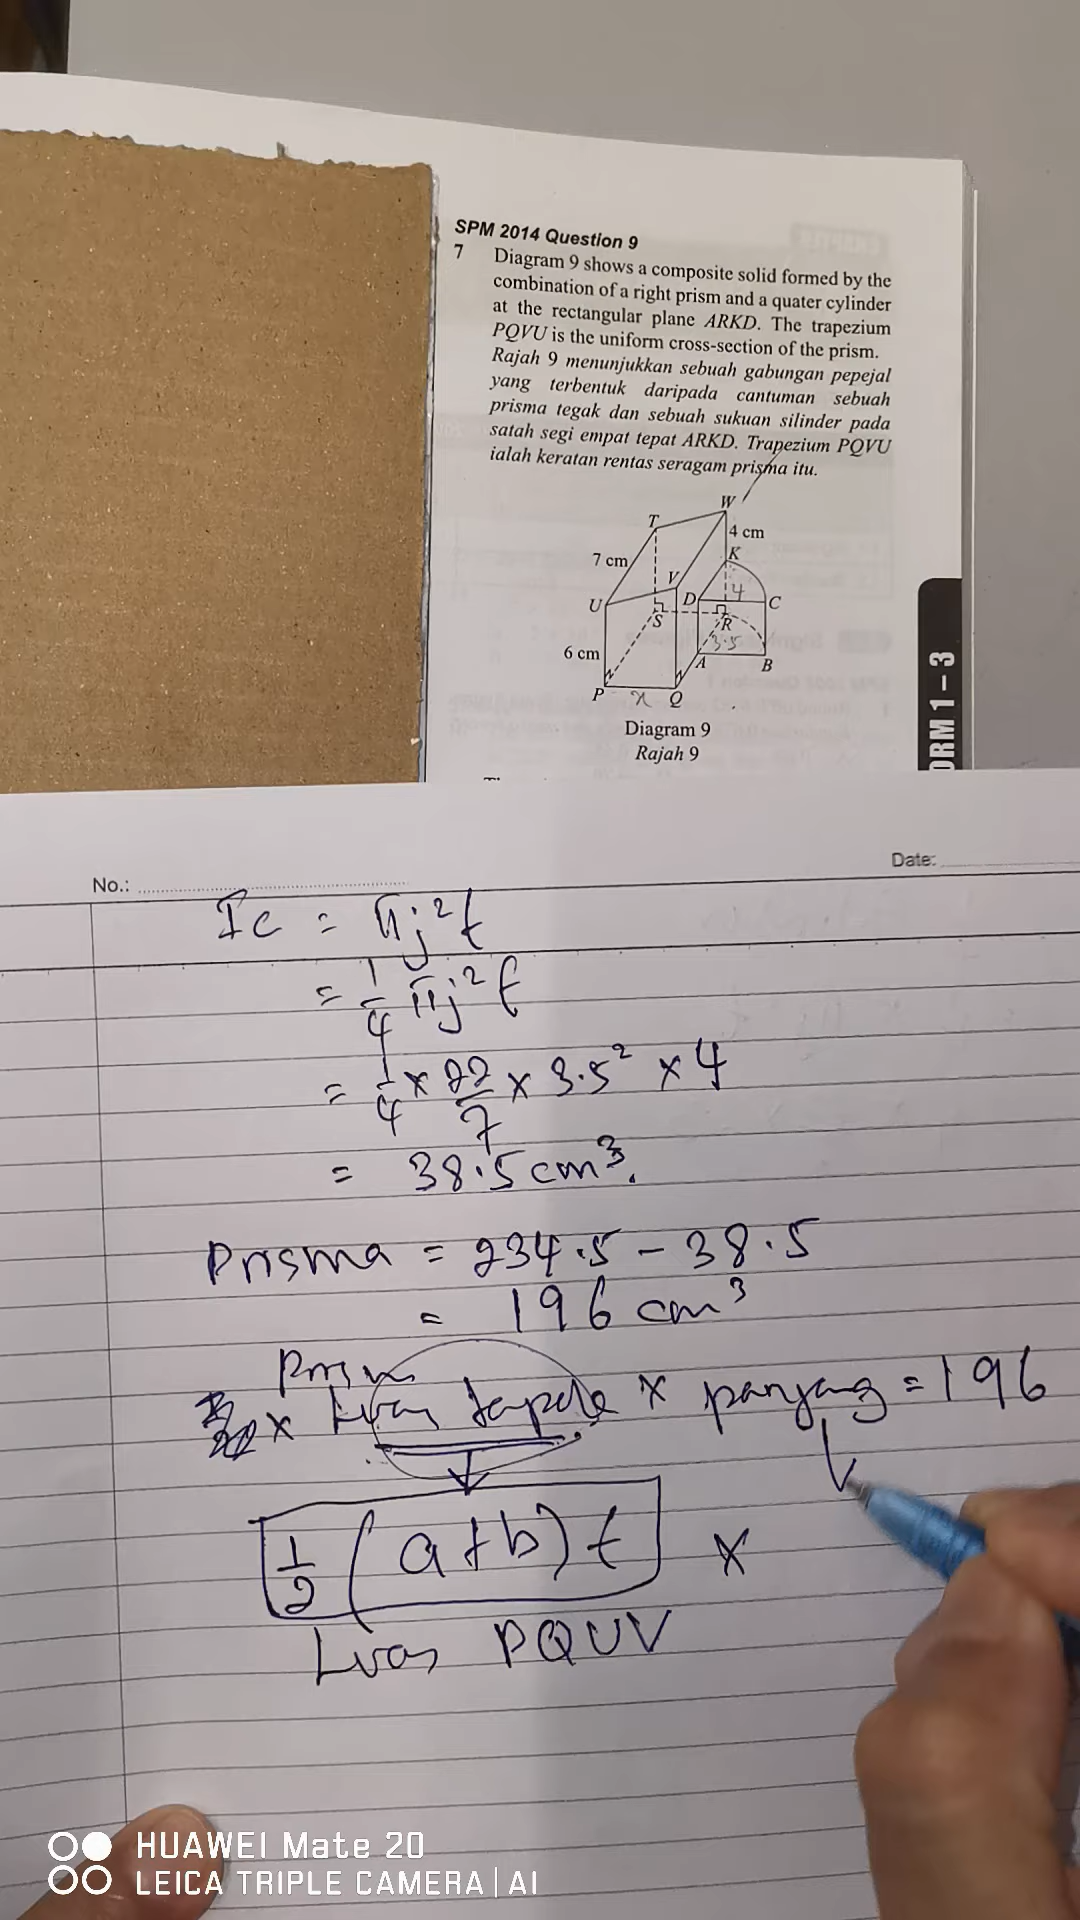 SPM 2014 Question 9
7 Diagram 9 shows a composite solid formed by the
combination of a right prism and a quater cylinder
at the rectangular plane ARKD. The trapezium
PQVU is the uniform cross-section of the prism.
Rajah 9 menunjukkan sebuah gabungan pepejal
yang terbentuk daripada cantuman sebuah
prisma tegak dan sebuah sukuan silinder pada
satah segi empat tepat ARKD. Trapezium PQVU
ialah keratan rentas seragam prisma itu.
W
T
4 cm
K
7 cm
V
D
4
C
U
S
R
6 cm
3.5
A
B
P
x
Q
Diagram 9
Rajah 9
ORM 1 – 3
Date:
No.:
= πj²t
= 1/4 πj²t
= 1/4 × 22/7 × 3.5² × 4
= 38.5 cm³.
Prisma = 234.5 – 38.5
= 196 cm³
Prism
× Luas × panjang = 196
1/2 (a+b) t ×
Luas PQUV
HUAWEI Mate 20
LEICA TRIPLE CAMERA | AI